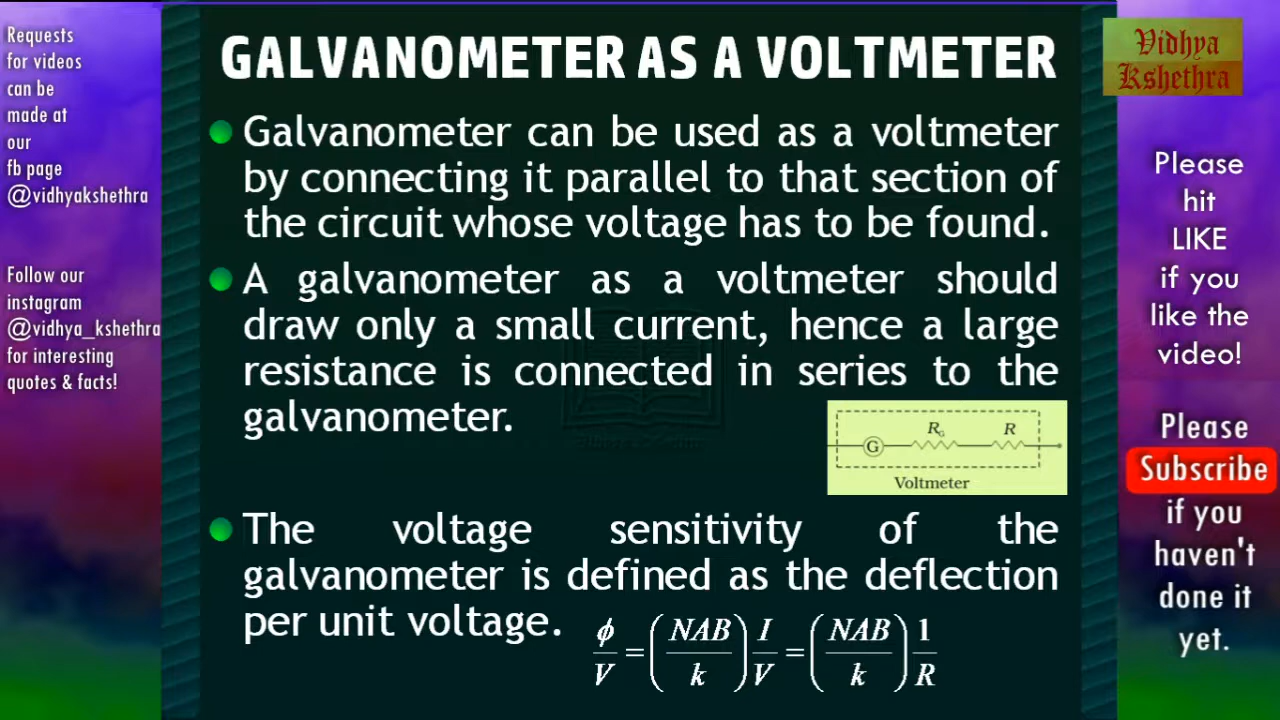 Requests
for videos
can be
made at
our
fb page
@vidhyakshethra
Follow our
instagram
@vidhya_kshethra
for interesting
quotes & facts!
GALVANOMETER AS A VOLTMETER
Galvanometer can be used as a voltmeter
by connecting it parallel to that section of
the circuit whose voltage has to be found.
A galvanometer as a voltmeter should
draw only a small current, hence a large
resistance is connected in series to the
galvanometer.
G R_G R
Voltmeter
The voltage sensitivity of the
galvanometer is defined as the deflection
per unit voltage.
ϕ/V = (NAB/k) I/V = (NAB/k) 1/R
Vidhya
Kshethra
Please
hit
LIKE
if you
like the
video!
Please
Subscribe
if you
haven't
done it
yet.